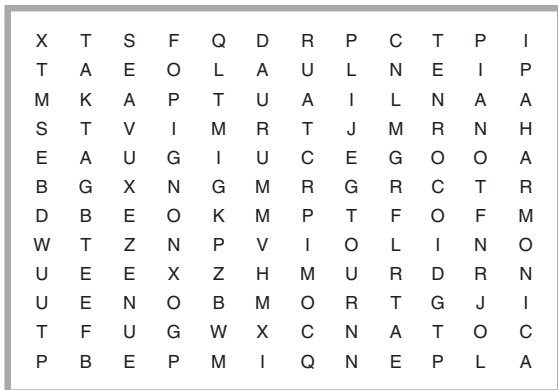 X T S F Q D R P C T P I
T A E O L A U L N E I P
M K A P T U A I L N A A
S T V I M R T J M R N H
E A U G I U C E G O O A
B G X N G M R G R C T R
D B E O K M P T F O F M
W T Z N P V I O L I N O
U E E X Z H M U R D R N
U E N O B M O R T G J I
T F U G W X C N A T O C
P B E P M I Q N E P L A